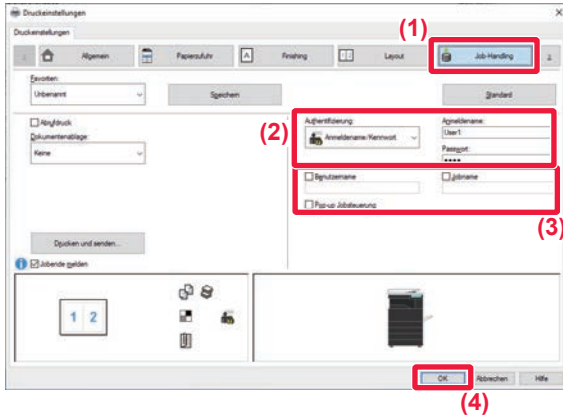 Druckeinstellungen
Druckeinstellungen
(1)
Allgemein
Papierzufuhr
Finishing
Layout
Job-Handling
Favoriten:
Unbenannt
Speichern
Standard
Abrufdruck
Dokumentenablage:
Keine
(2)
Authentifizierung:
Anmeldename/Kennwort
Anmeldename:
User1
Passwort:
••••
Benutzername
Jobname
Pop-up Jobsteuerung
(3)
Drucken und senden...
Jobende melden
1 2
OK
Abbrechen
Hilfe
(4)